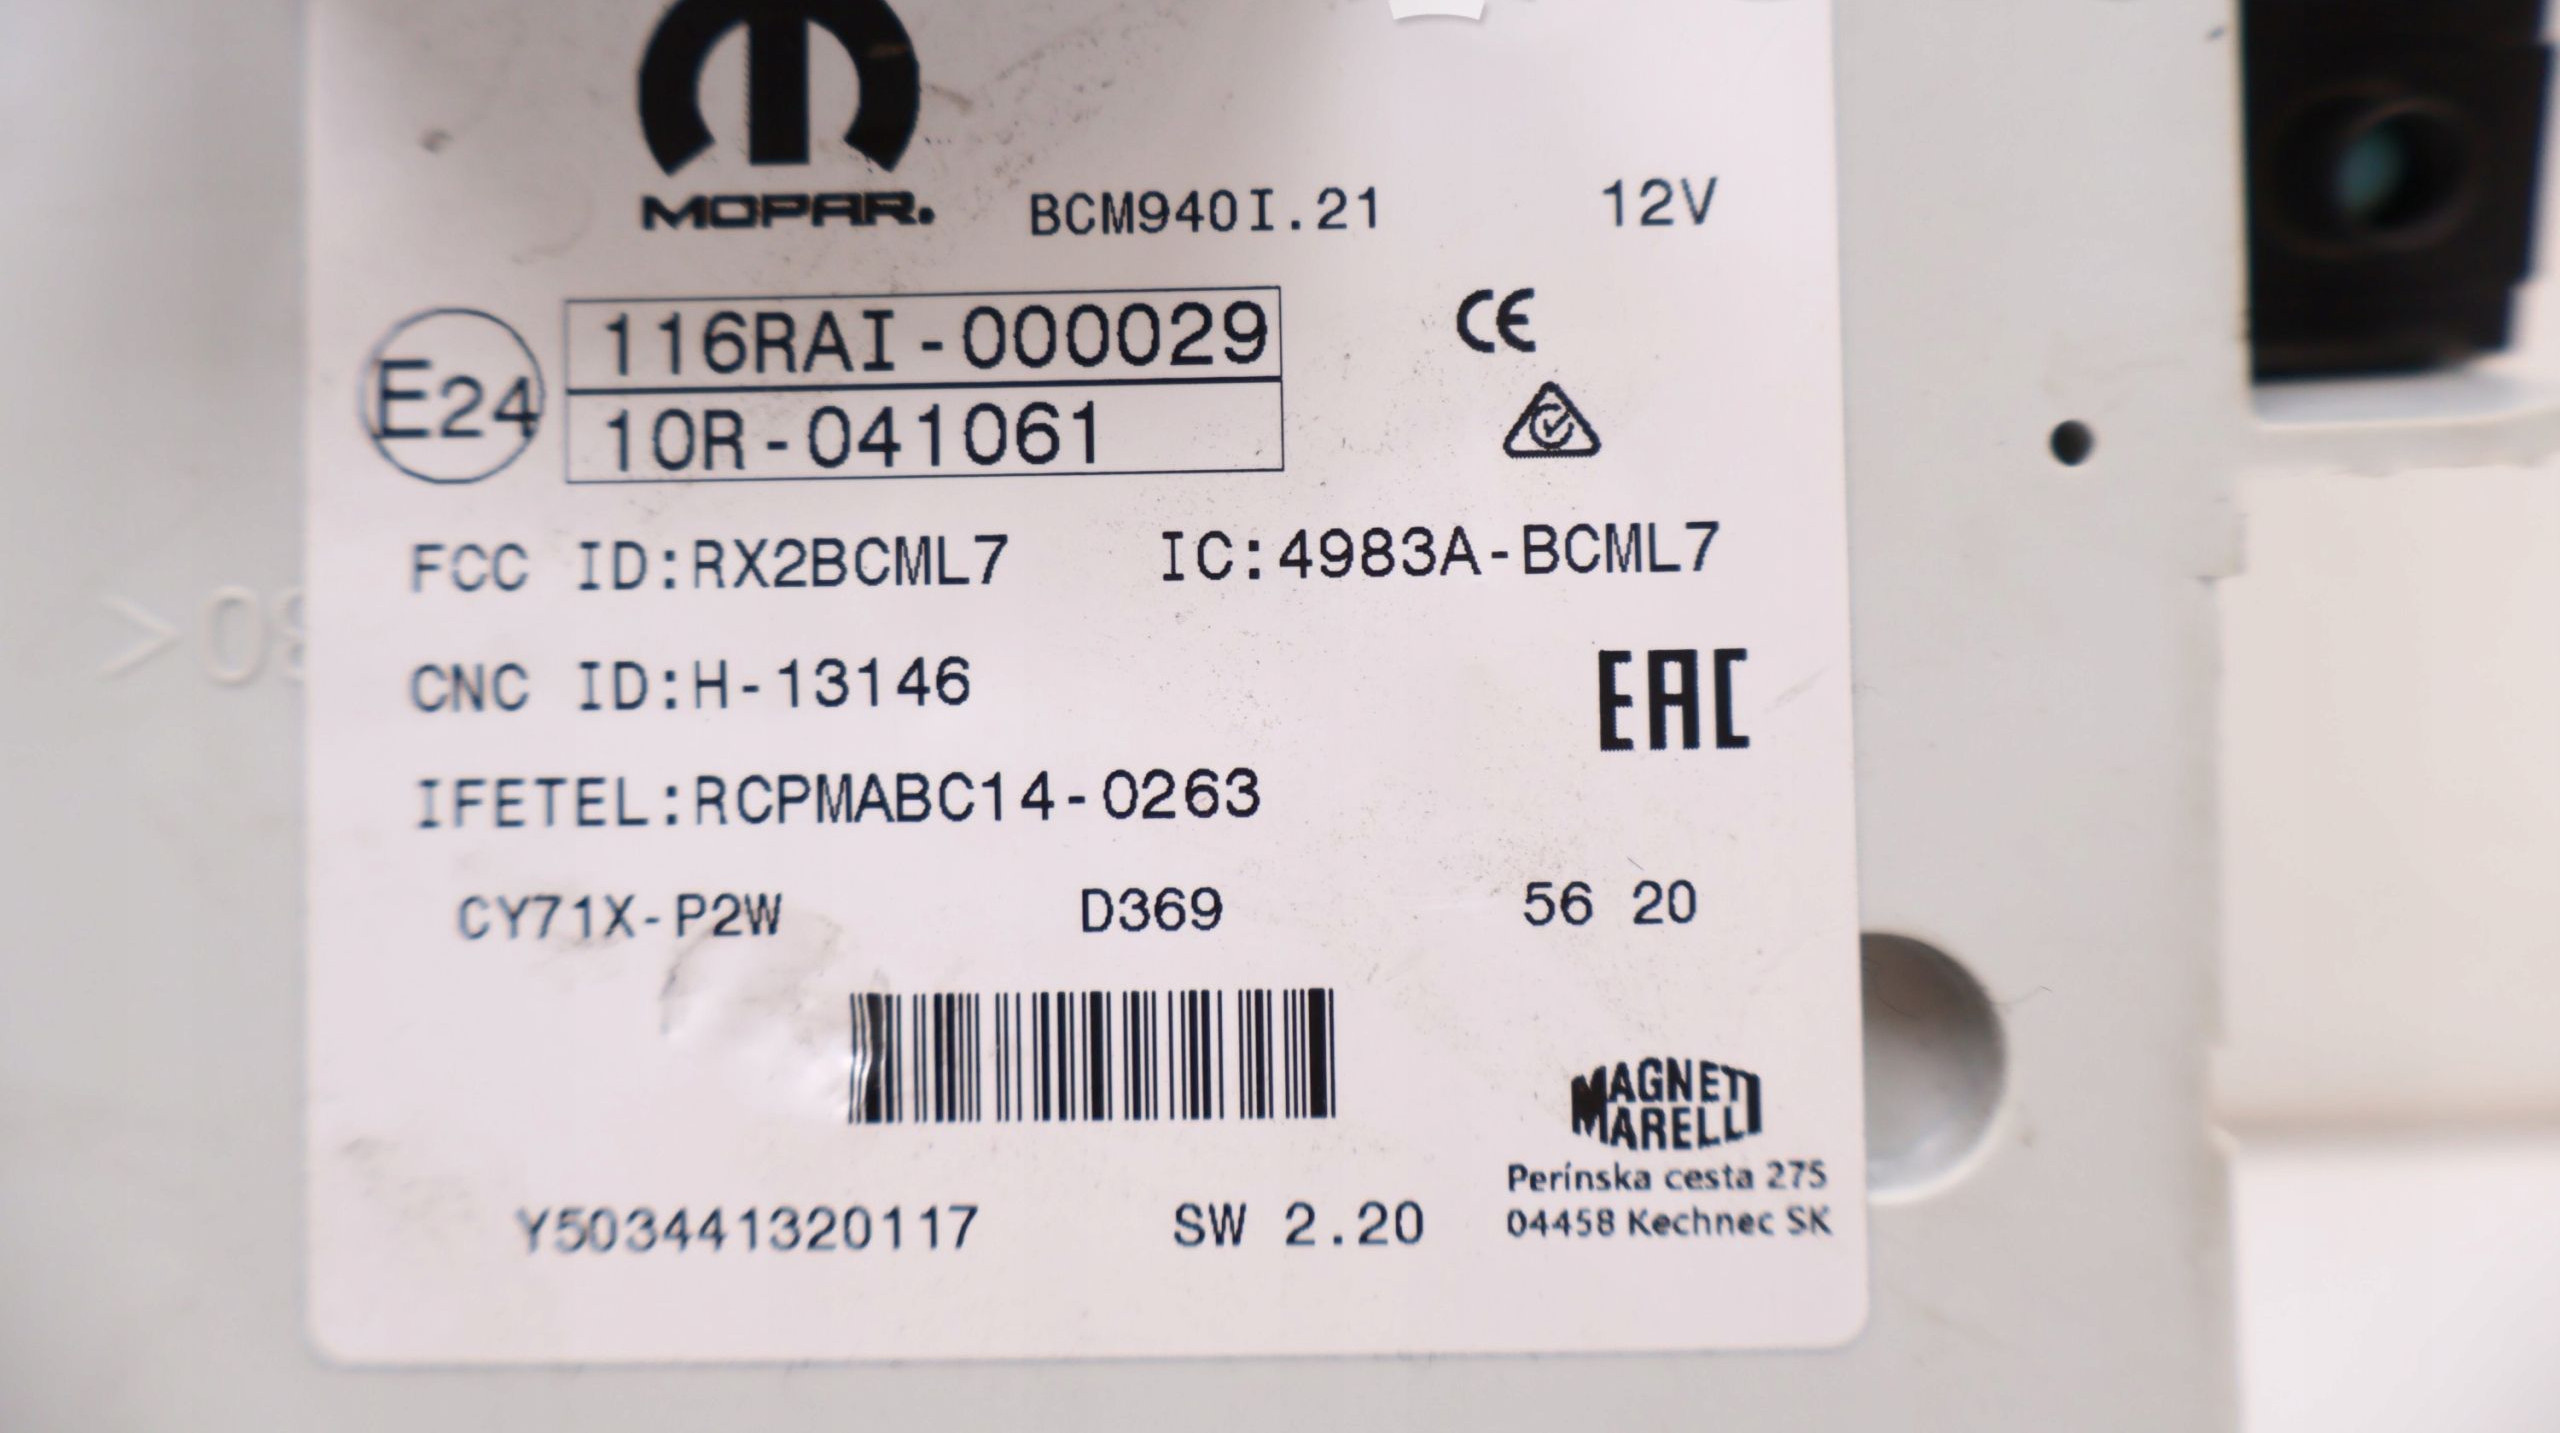 MOPAR.
BCM940I.21 12V
E24
116RAI-000029
CE
10R-041061
FCC ID:RX2BCML7 IC:4983A-BCML7
CNC ID:H-13146
EAC
IFETEL:RCPMABC14-0263
CY71X-P2W D369 56 20
MAGNETI
MARELLI
Perínska cesta 275
Y503441320117 SW 2.20
04458 Kechnec SK